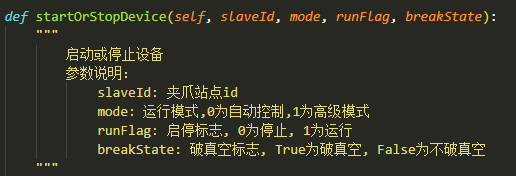 def startOrStopDevice(self, slaveId, mode, runFlag, breakState):
"""
启动或停止设备
参数说明:
slaveId: 夹爪站点id
mode: 运行模式,0为自动控制,1为高级模式
runFlag: 启停标志, 0为停止, 1为运行
breakState: 破真空标志, True为破真空, False为不破真空
"""